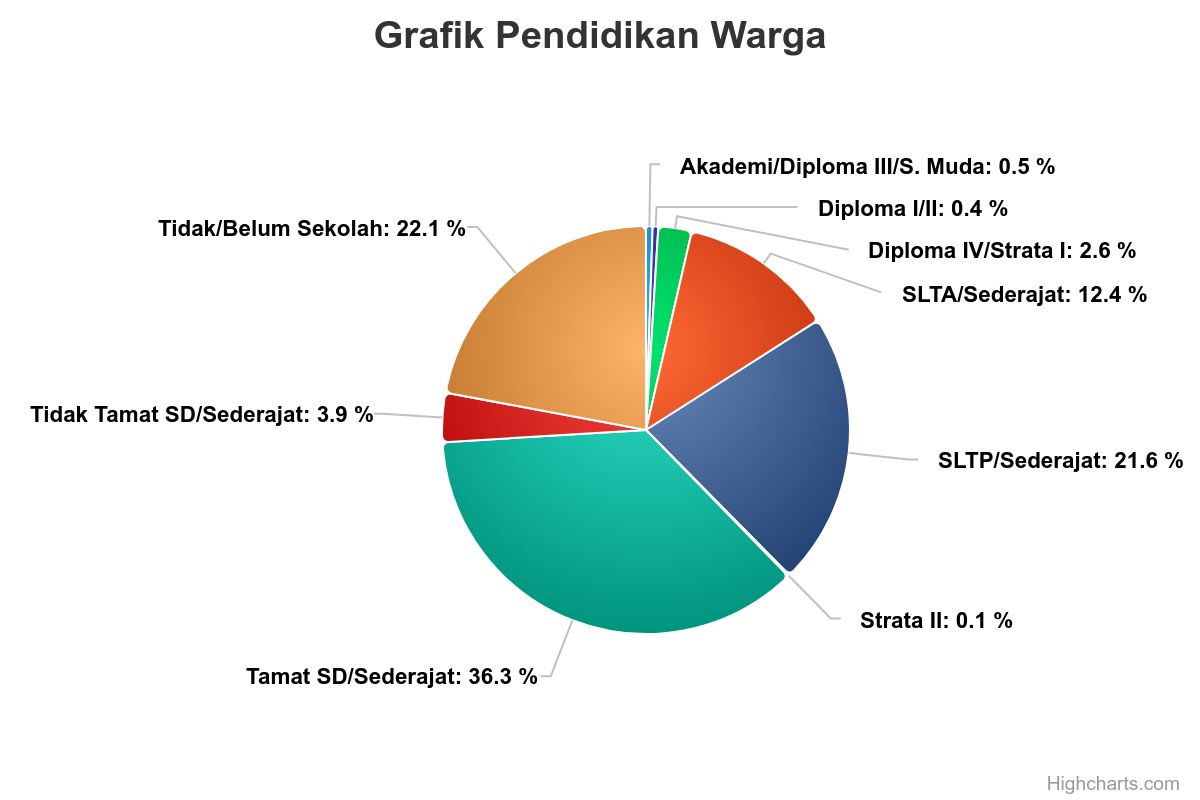 Grafik Pendidikan Warga
Akademi/Diploma III/S. Muda: 0.5 %
Diploma I/II: 0.4 %
Diploma IV/Strata I: 2.6 %
SLTA/Sederajat: 12.4 %
SLTP/Sederajat: 21.6 %
Strata II: 0.1 %
Tamat SD/Sederajat: 36.3 %
Tidak Tamat SD/Sederajat: 3.9 %
Tidak/Belum Sekolah: 22.1 %
Highcharts.com